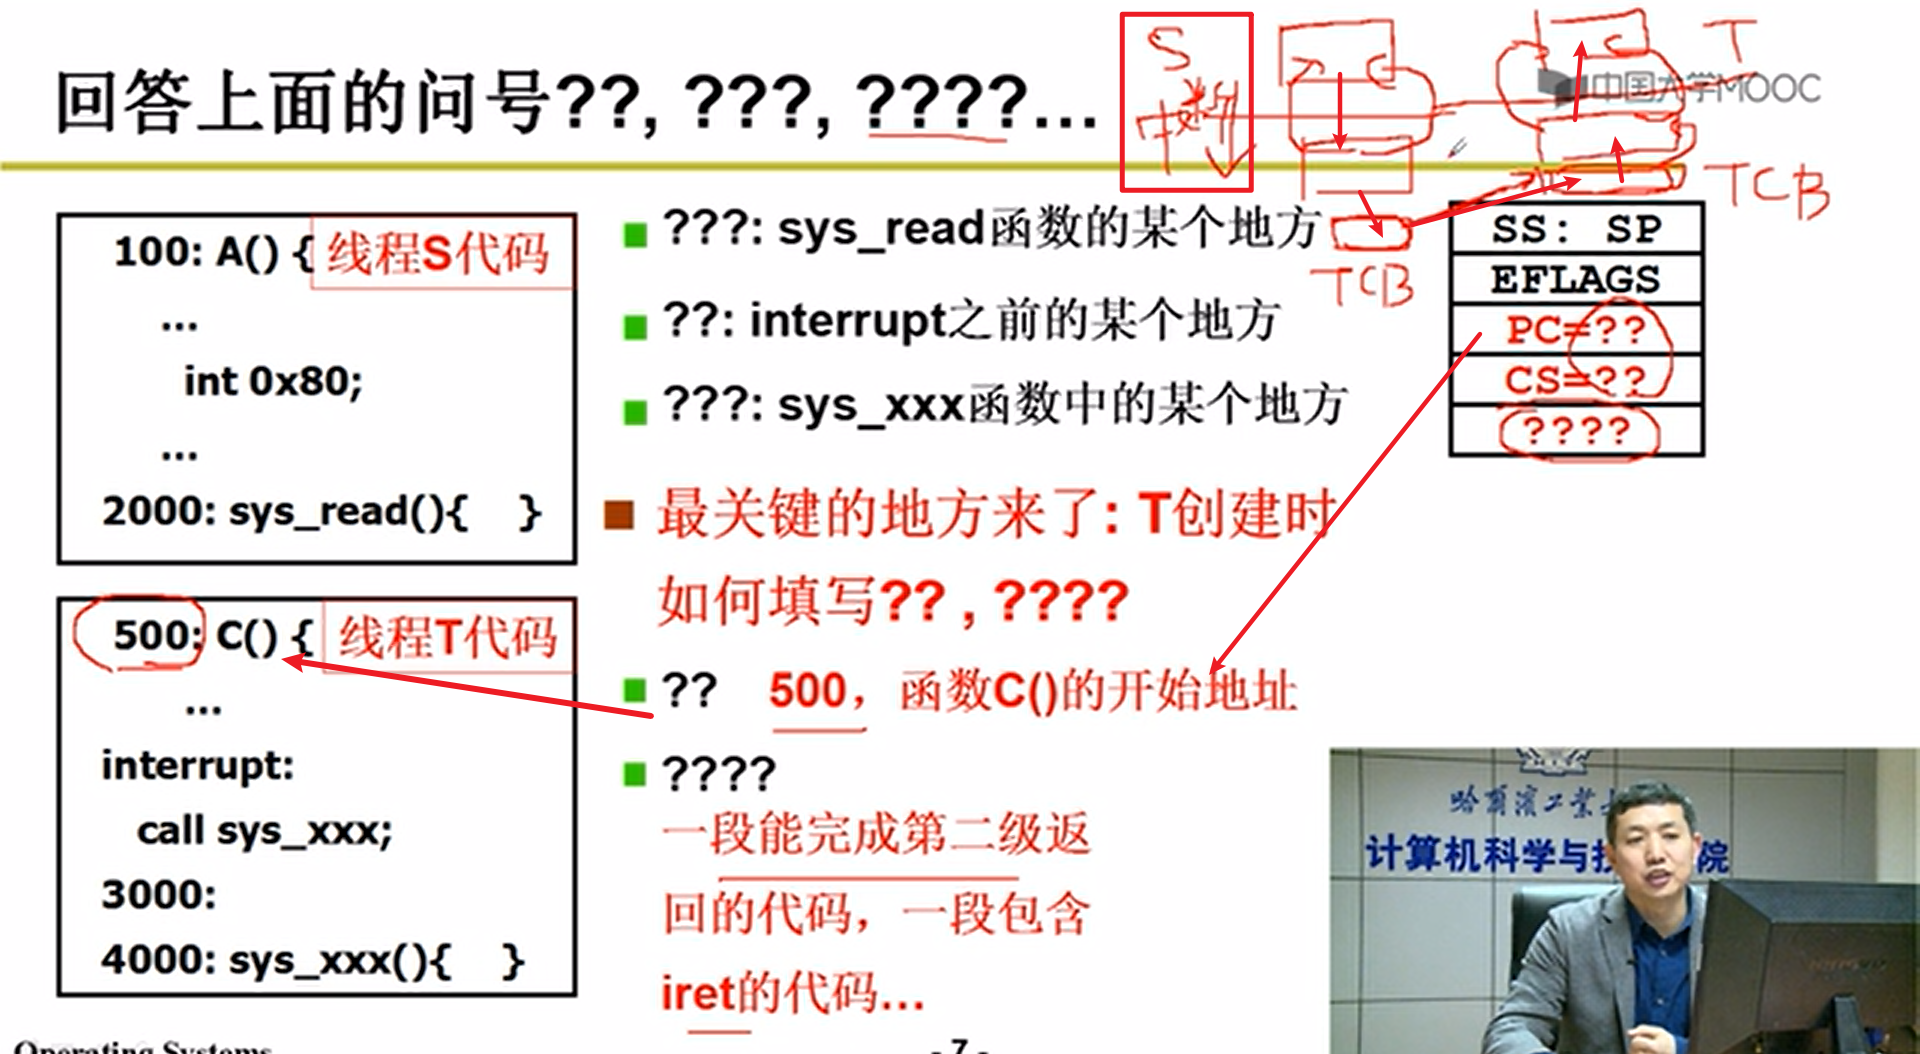 回答上面的问号??, ???, ????...
S
中断
T
中国大学MOOC
TCB
TCB
100: A() {
线程S代码
...
int 0x80;
...
2000: sys_read(){ }
500: C() {
线程T代码
...
interrupt:
call sys_xxx;
3000:
4000: sys_xxx(){ }
???: sys_read函数的某个地方
??: interrupt之前的某个地方
???: sys_xxx函数中的某个地方
最关键的地方来了: T创建时
如何填写?? , ????
?? 500, 函数C()的开始地址
????
一段能完成第二级返
回的代码, 一段包含
iret的代码...
SS: SP
EFLAGS
PC=??
CS=??
????
哈尔滨工业
计算机科学与技
院
Operating Systems
- 7 -